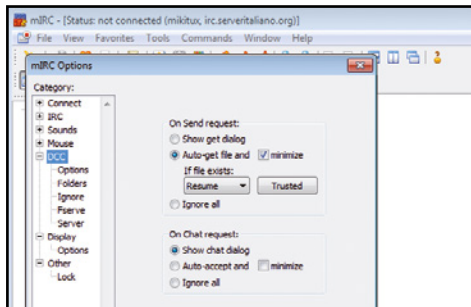 mIRC - [Status: not connected (mikitux, irc.serveritaliano.org)]
File View Favorites Tools Commands Window Help
mIRC Options
Category:
Connect
IRC
Sounds
Mouse
DCC
Options
Folders
Ignore
Fserve
Server
Display
Options
Other
Lock
On Send request:
Show get dialog
Auto-get file and minimize
If file exists:
Resume Trusted
Ignore all
On Chat request:
Show chat dialog
Auto-accept and minimize
Ignore all